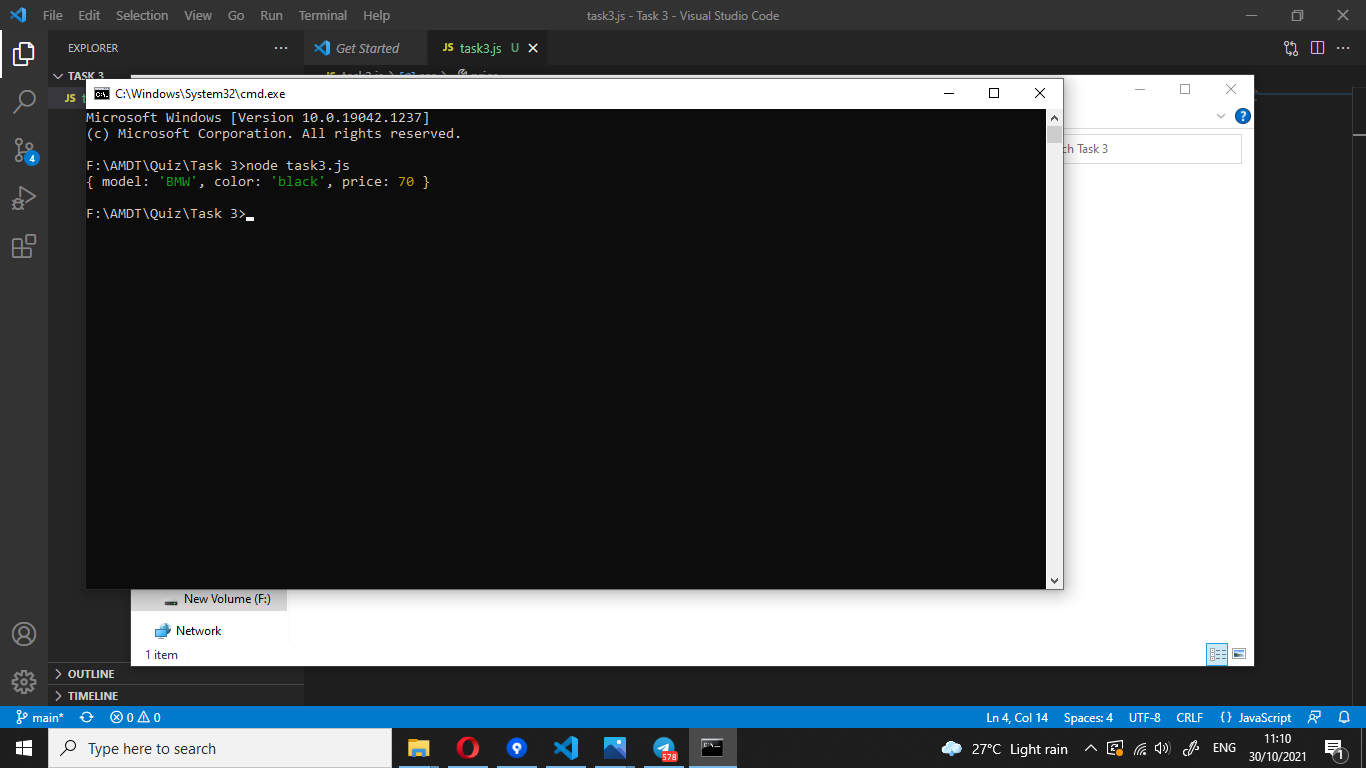 File Edit Selection View Go Run Terminal Help task3.js - Task 3 - Visual Studio Code
EXPLORER
Get Started
JS task3.js U
TASK 3
JS
C:\Windows\System32\cmd.exe
Microsoft Windows [Version 10.0.19042.1237]
(c) Microsoft Corporation. All rights reserved.
F:\AMDT\Quiz\Task 3>node task3.js
{ model: 'BMW', color: 'black', price: 70 }
F:\AMDT\Quiz\Task 3>
Task 3
4
New Volume (F:)
Network
1 item
OUTLINE
TIMELINE
main* 0 0 Ln 4, Col 14 Spaces: 4 UTF-8 CRLF {} JavaScript
Type here to search
578
27°C Light rain
ENG
11:10
30/10/2021
1